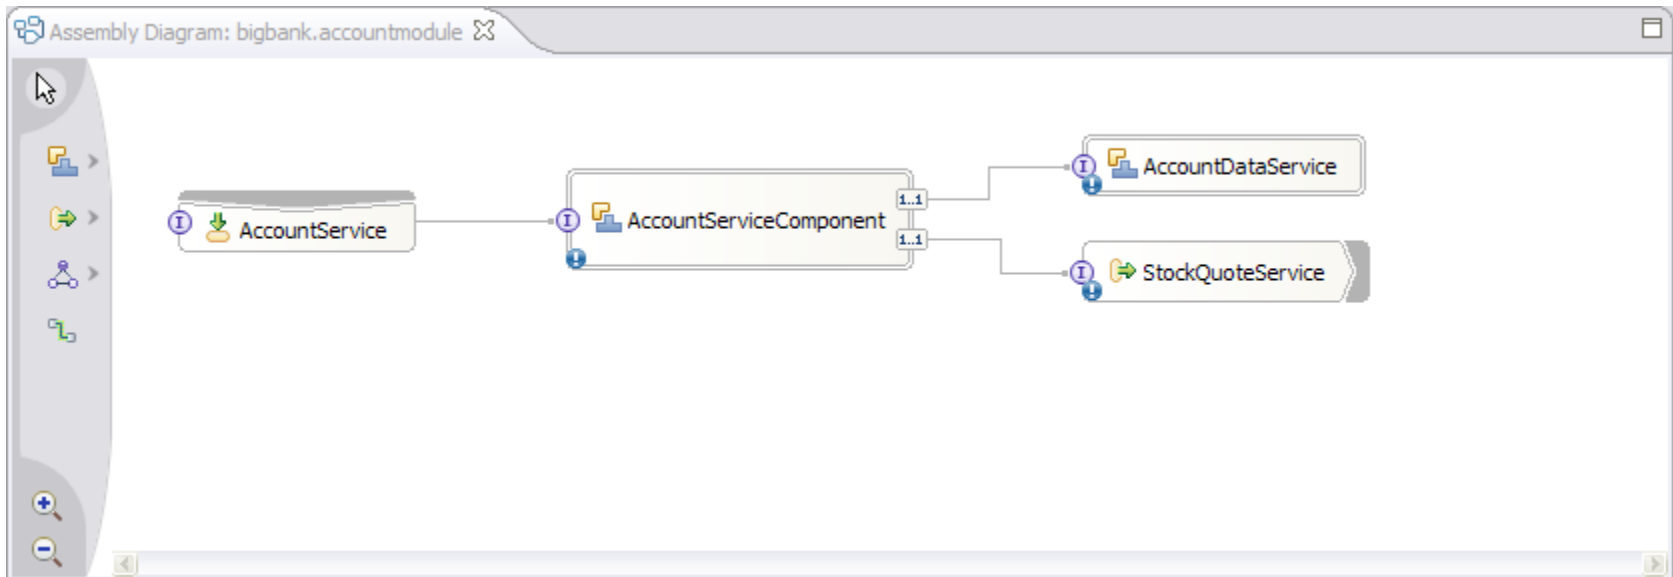 Assembly Diagram: bigbank.accountmodule
AccountService
I
AccountServiceComponent
I
1..1
1..1
AccountDataService
I
StockQuoteService
I